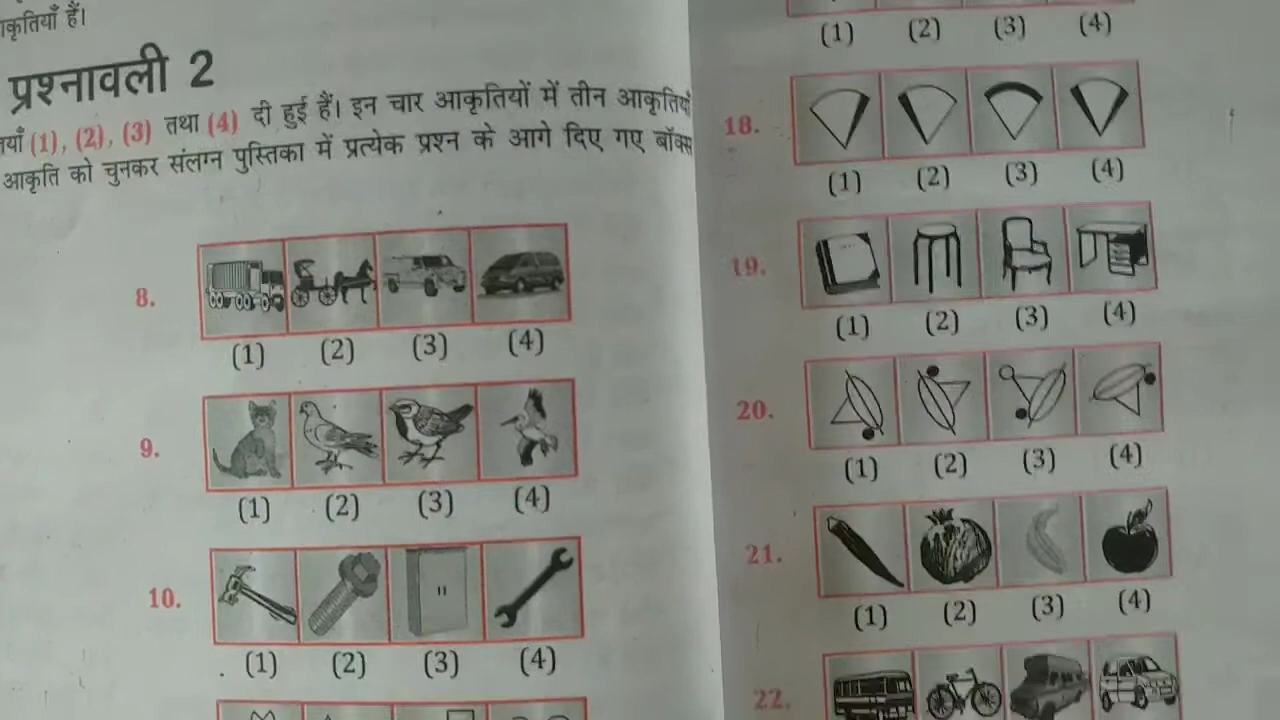 आकृतियाँ हैं।
प्रश्नावली 2
(1), (2), (3) तथा (4) दी हुई हैं। इन चार आकृतियों में तीन आकृतियाँ
आकृति को चुनकर संलग्न पुस्तिका में प्रत्येक प्रश्न के आगे दिए गए बॉक्स
8.
(1) (2) (3) (4)
9.
(1) (2) (3) (4)
10.
(1) (2) (3) (4)
(1) (2) (3) (4)
18.
(1) (2) (3) (4)
19.
(1) (2) (3) (4)
20.
(1) (2) (3) (4)
21.
(1) (2) (3) (4)
22.